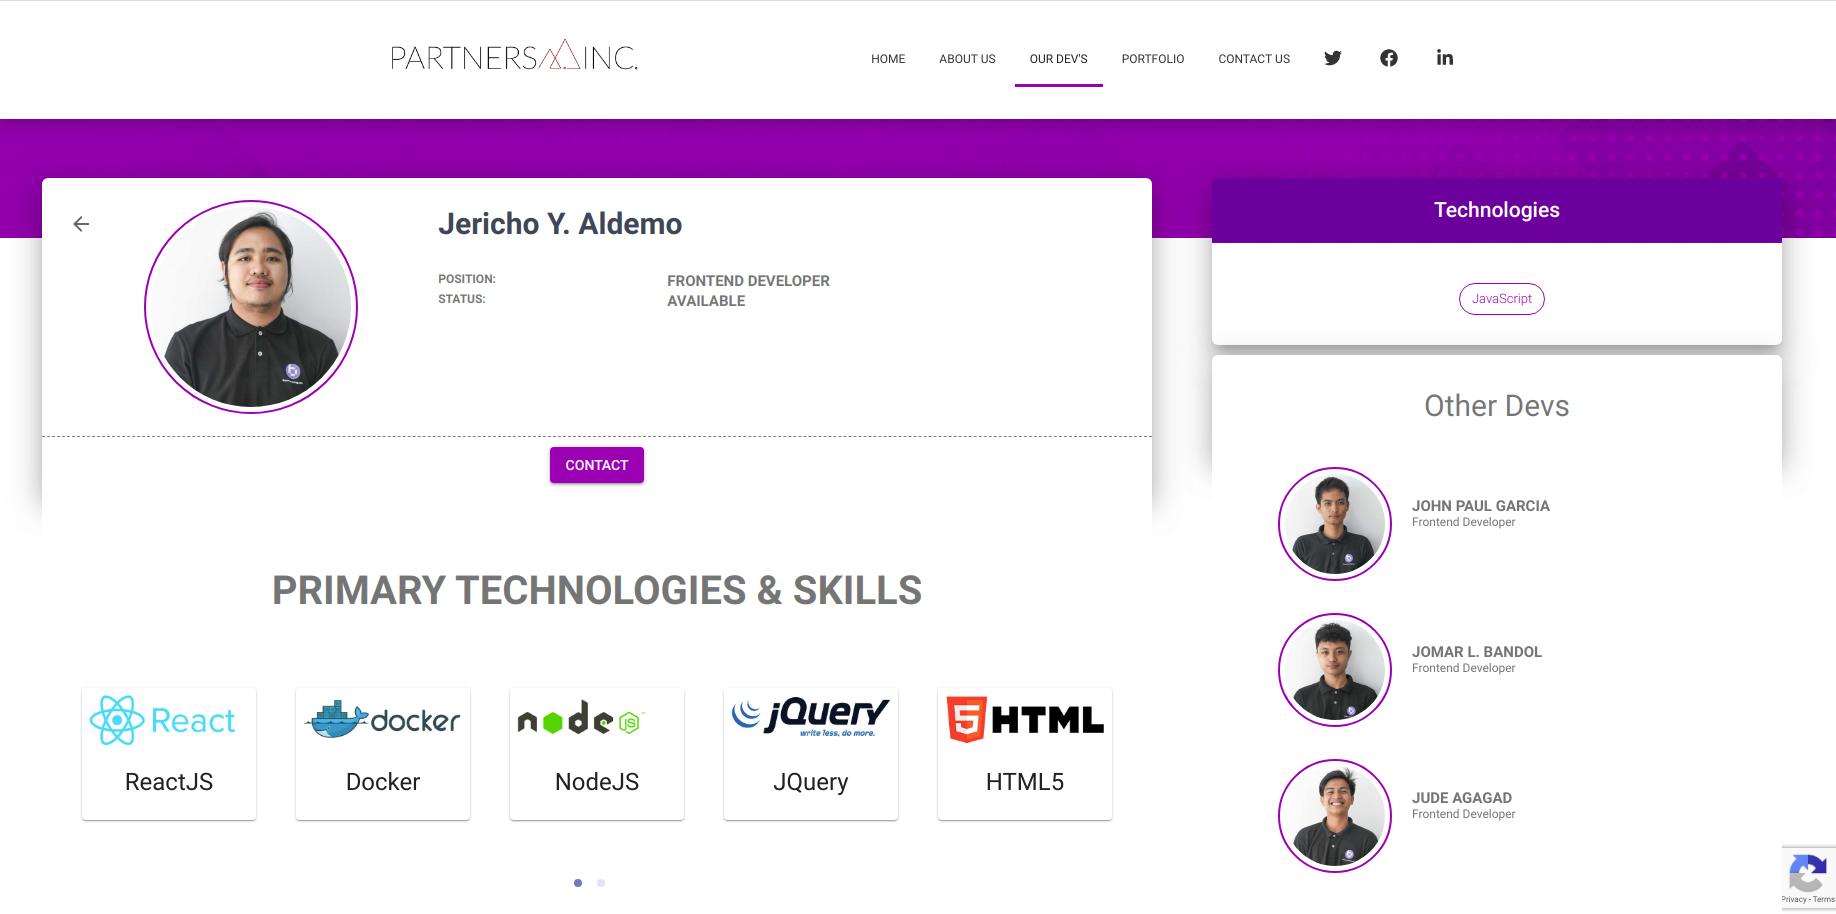 PARTNERS INC.
HOME ABOUT US OUR DEV'S PORTFOLIO CONTACT US
Jericho Y. Aldemo
POSITION: FRONTEND DEVELOPER
STATUS: AVAILABLE
CONTACT
PRIMARY TECHNOLOGIES & SKILLS
React
ReactJS
docker
Docker
node JS
NodeJS
jQuery
write less, do more.
JQuery
5 HTML
HTML5
Technologies
JavaScript
Other Devs
JOHN PAUL GARCIA
Frontend Developer
JOMAR L. BANDOL
Frontend Developer
JUDE AGAGAD
Frontend Developer
Privacy - Terms